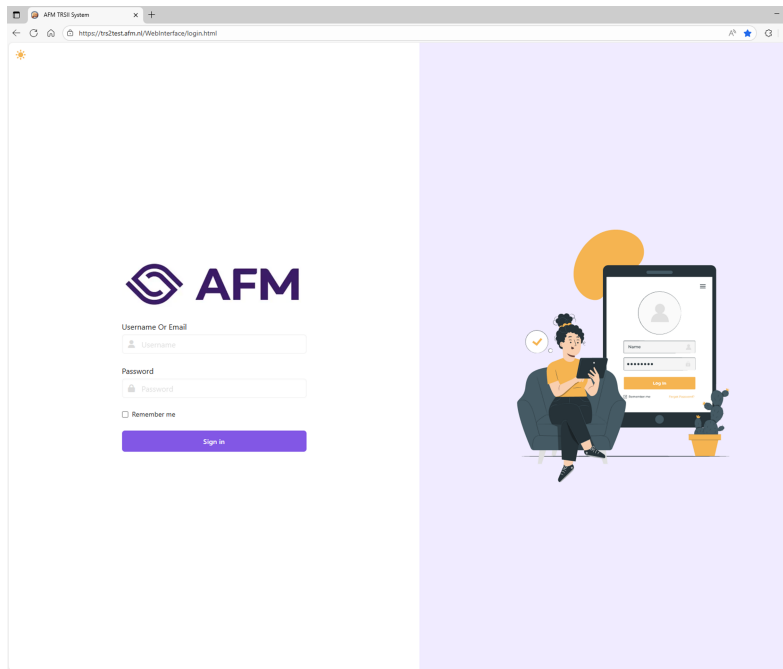 AFM TRSII System
https://trs2test.afm.nl/WebInterface/login.html
AFM
Username Or Email
Username
Password
Password
Remember me
Sign in
Name
Log In
Remember me